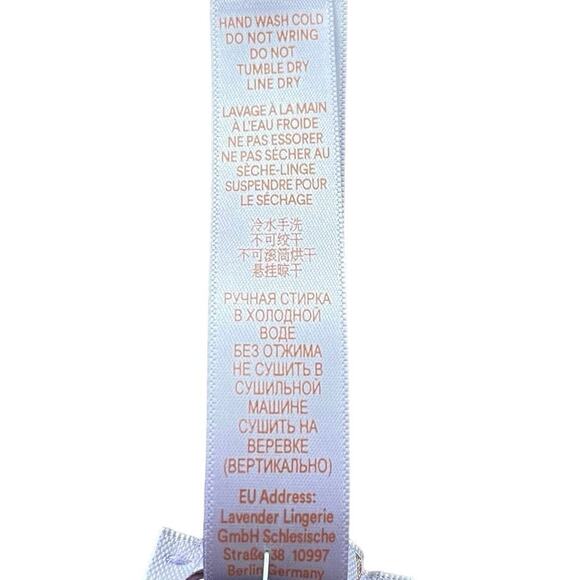 HAND WASH COLD
DO NOT WRING
DO NOT
TUMBLE DRY
LINE DRY
LAVAGE À LA MAIN
À L'EAU FROIDE
NE PAS ESSORER
NE PAS SÉCHER AU
SÈCHE-LINGE
SUSPENDRE POUR
LE SÉCHAGE
冷水手洗
不可绞干
不可滚筒烘干
悬挂晾干
РУЧНАЯ СТИРКА
В ХОЛОДНОЙ
ВОДЕ
БЕЗ ОТЖИМА
НЕ СУШИТЬ В
СУШИЛЬНОЙ
МАШИНЕ
СУШИТЬ НА
ВЕРЕВКЕ
(ВЕРТИКАЛЬНО)
EU Address:
Lavender Lingerie
GmbH Schlesische
Straße 38 10997
Berlin Germany